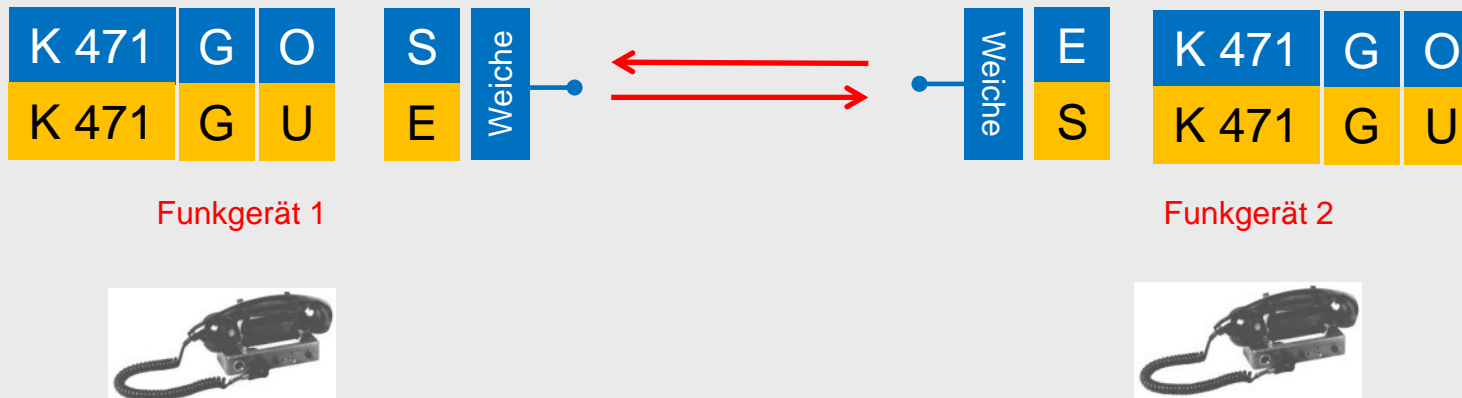 K 471 G O S Weiche
K 471 G U E
Weiche E K 471 G O
S K 471 G U
Funkgerät 1
Funkgerät 2